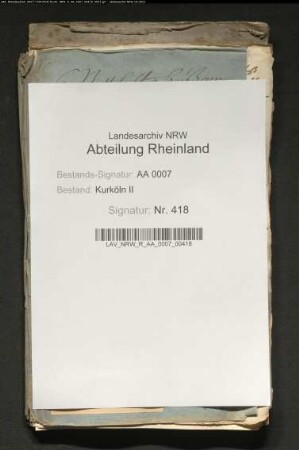 Landesarchiv NRW
Abteilung Rheinland
Bestands-Signatur: AA 0007
Bestand: Kurköln II
Signatur: Nr. 418
LAV_NRW_R_AA_0007_00418